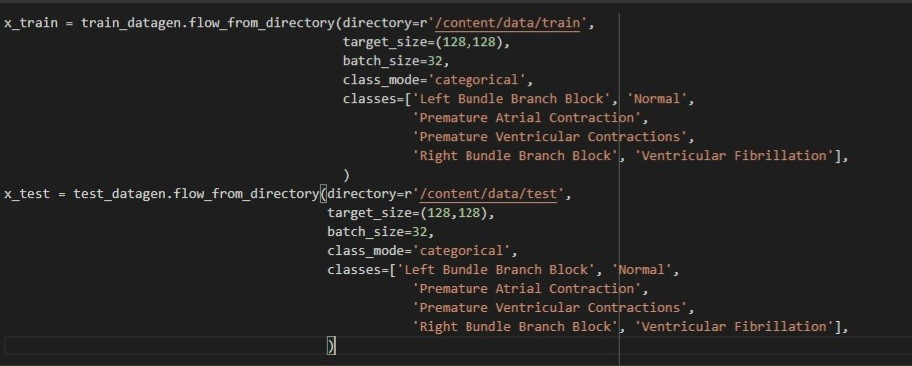 x_train = train_datagen.flow_from_directory(directory=r'/content/data/train',
target_size=(128,128),
batch_size=32,
class_mode='categorical',
classes=['Left Bundle Branch Block', 'Normal',
'Premature Atrial Contraction',
'Premature Ventricular Contractions',
'Right Bundle Branch Block', 'Ventricular Fibrillation'],
)
x_test = test_datagen.flow_from_directory(directory=r'/content/data/test',
target_size=(128,128),
batch_size=32,
class_mode='categorical',
classes=['Left Bundle Branch Block', 'Normal',
'Premature Atrial Contraction',
'Premature Ventricular Contractions',
'Right Bundle Branch Block', 'Ventricular Fibrillation'],
)